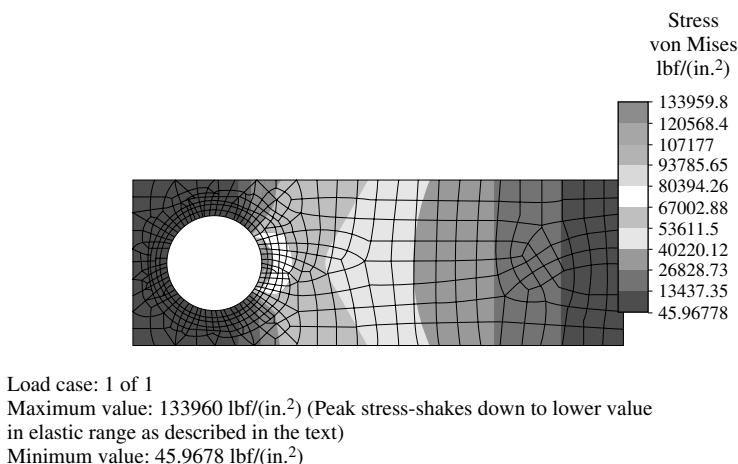 Stress
von Mises
lbf/(in.²)
133959.8
120568.4
107177
93785.65
80394.26
67002.88
53611.5
40220.12
26828.73
13437.35
45.96778
Load case: 1 of 1
Maximum value: 133960 lbf/(in.²) (Peak stress-shakes down to lower value
in elastic range as described in the text)
Minimum value: 45.9678 lbf/(in.²)